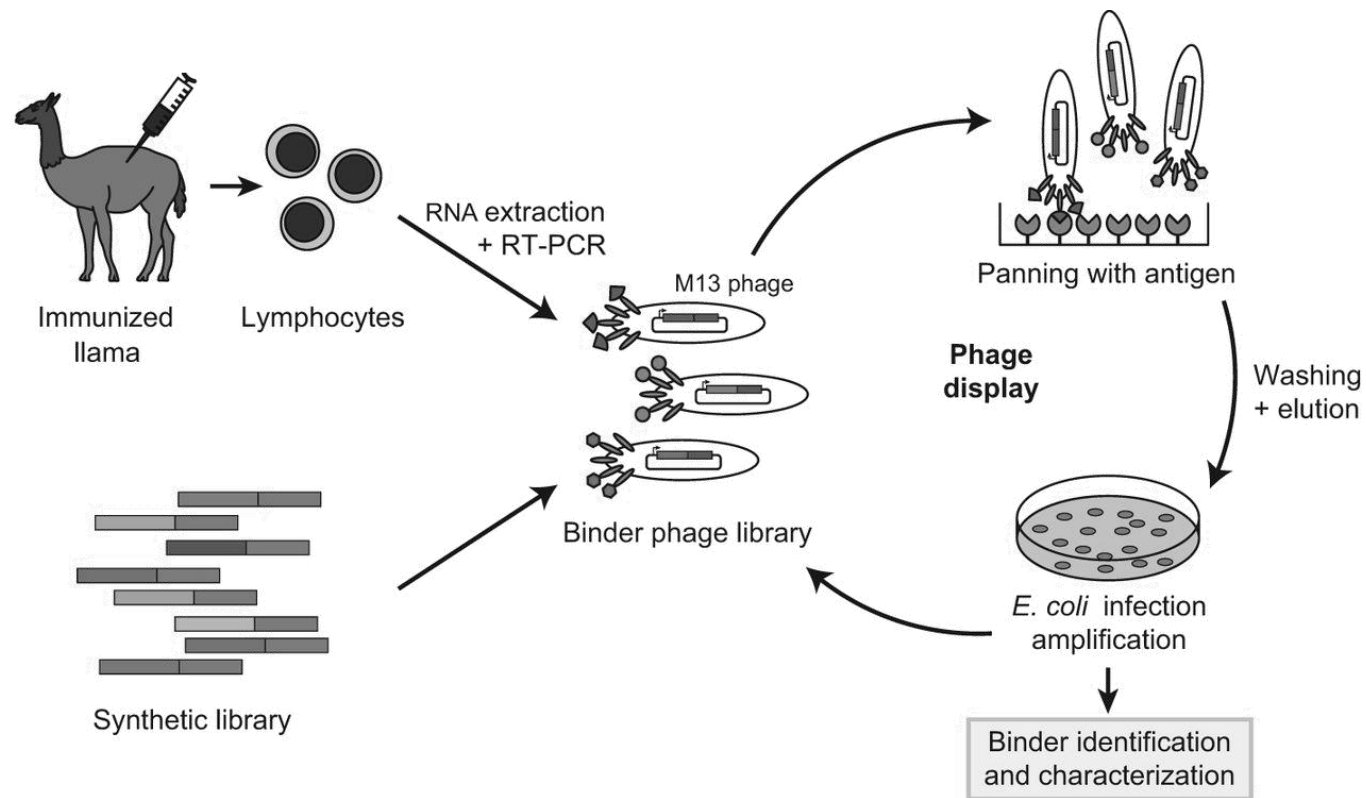 Immunized
llama
Lymphocytes
RNA extraction
+ RT-PCR
M13 phage
Binder phage library
Synthetic library
Phage
display
Panning with antigen
Washing
+ elution
E. coli infection
amplification
Binder identification
and characterization